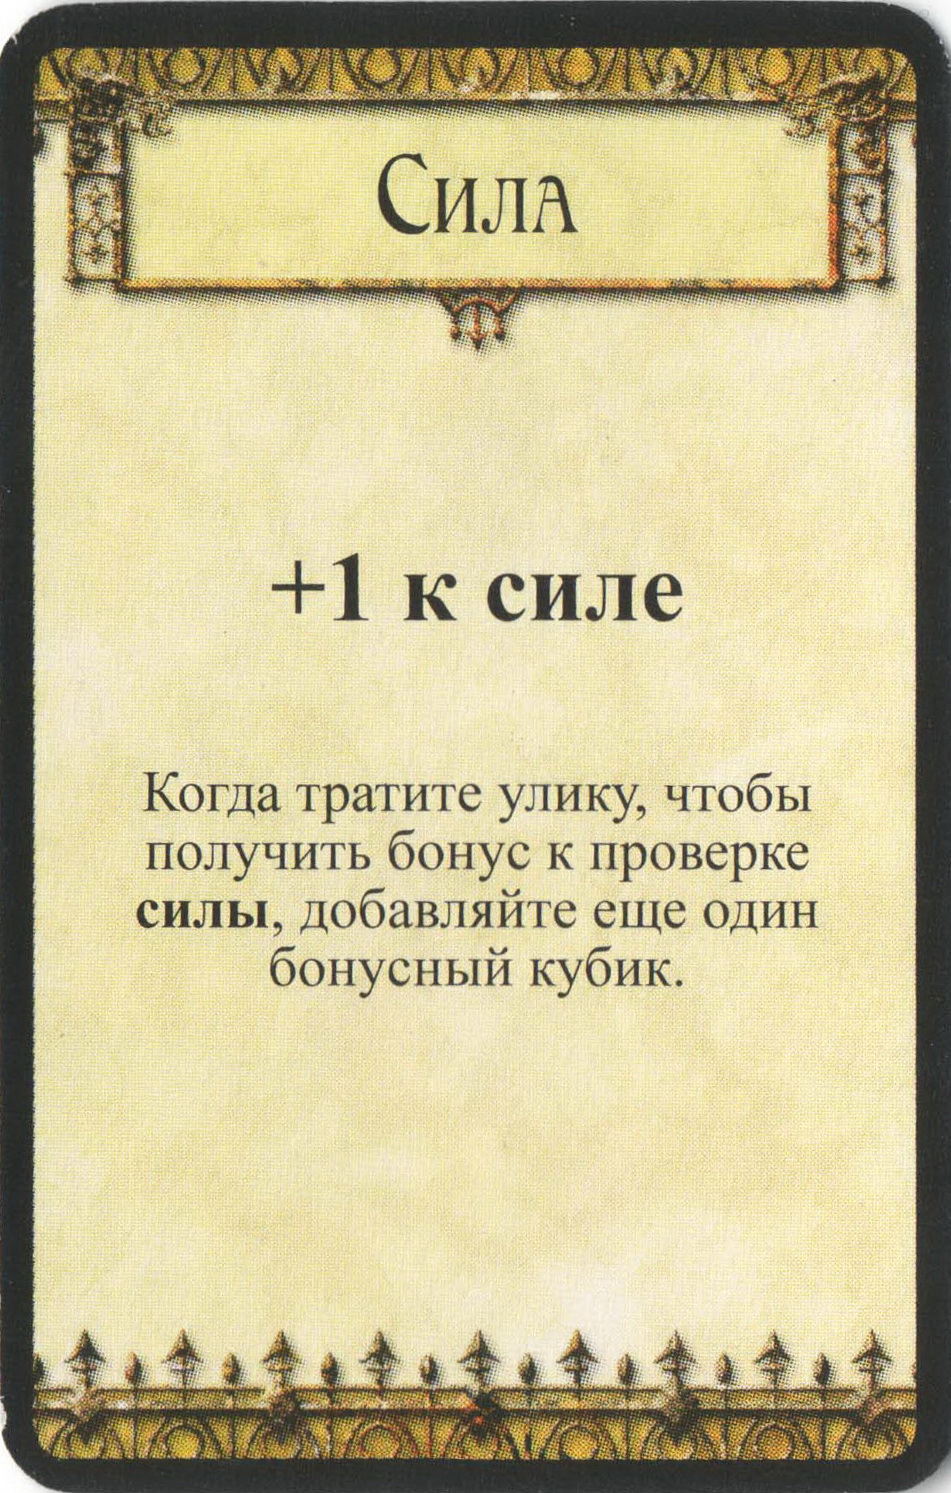 Сила
+1 к силе
Когда тратите улику, чтобы
получить бонус к проверке
силы, добавляйте еще один
бонусный кубик.